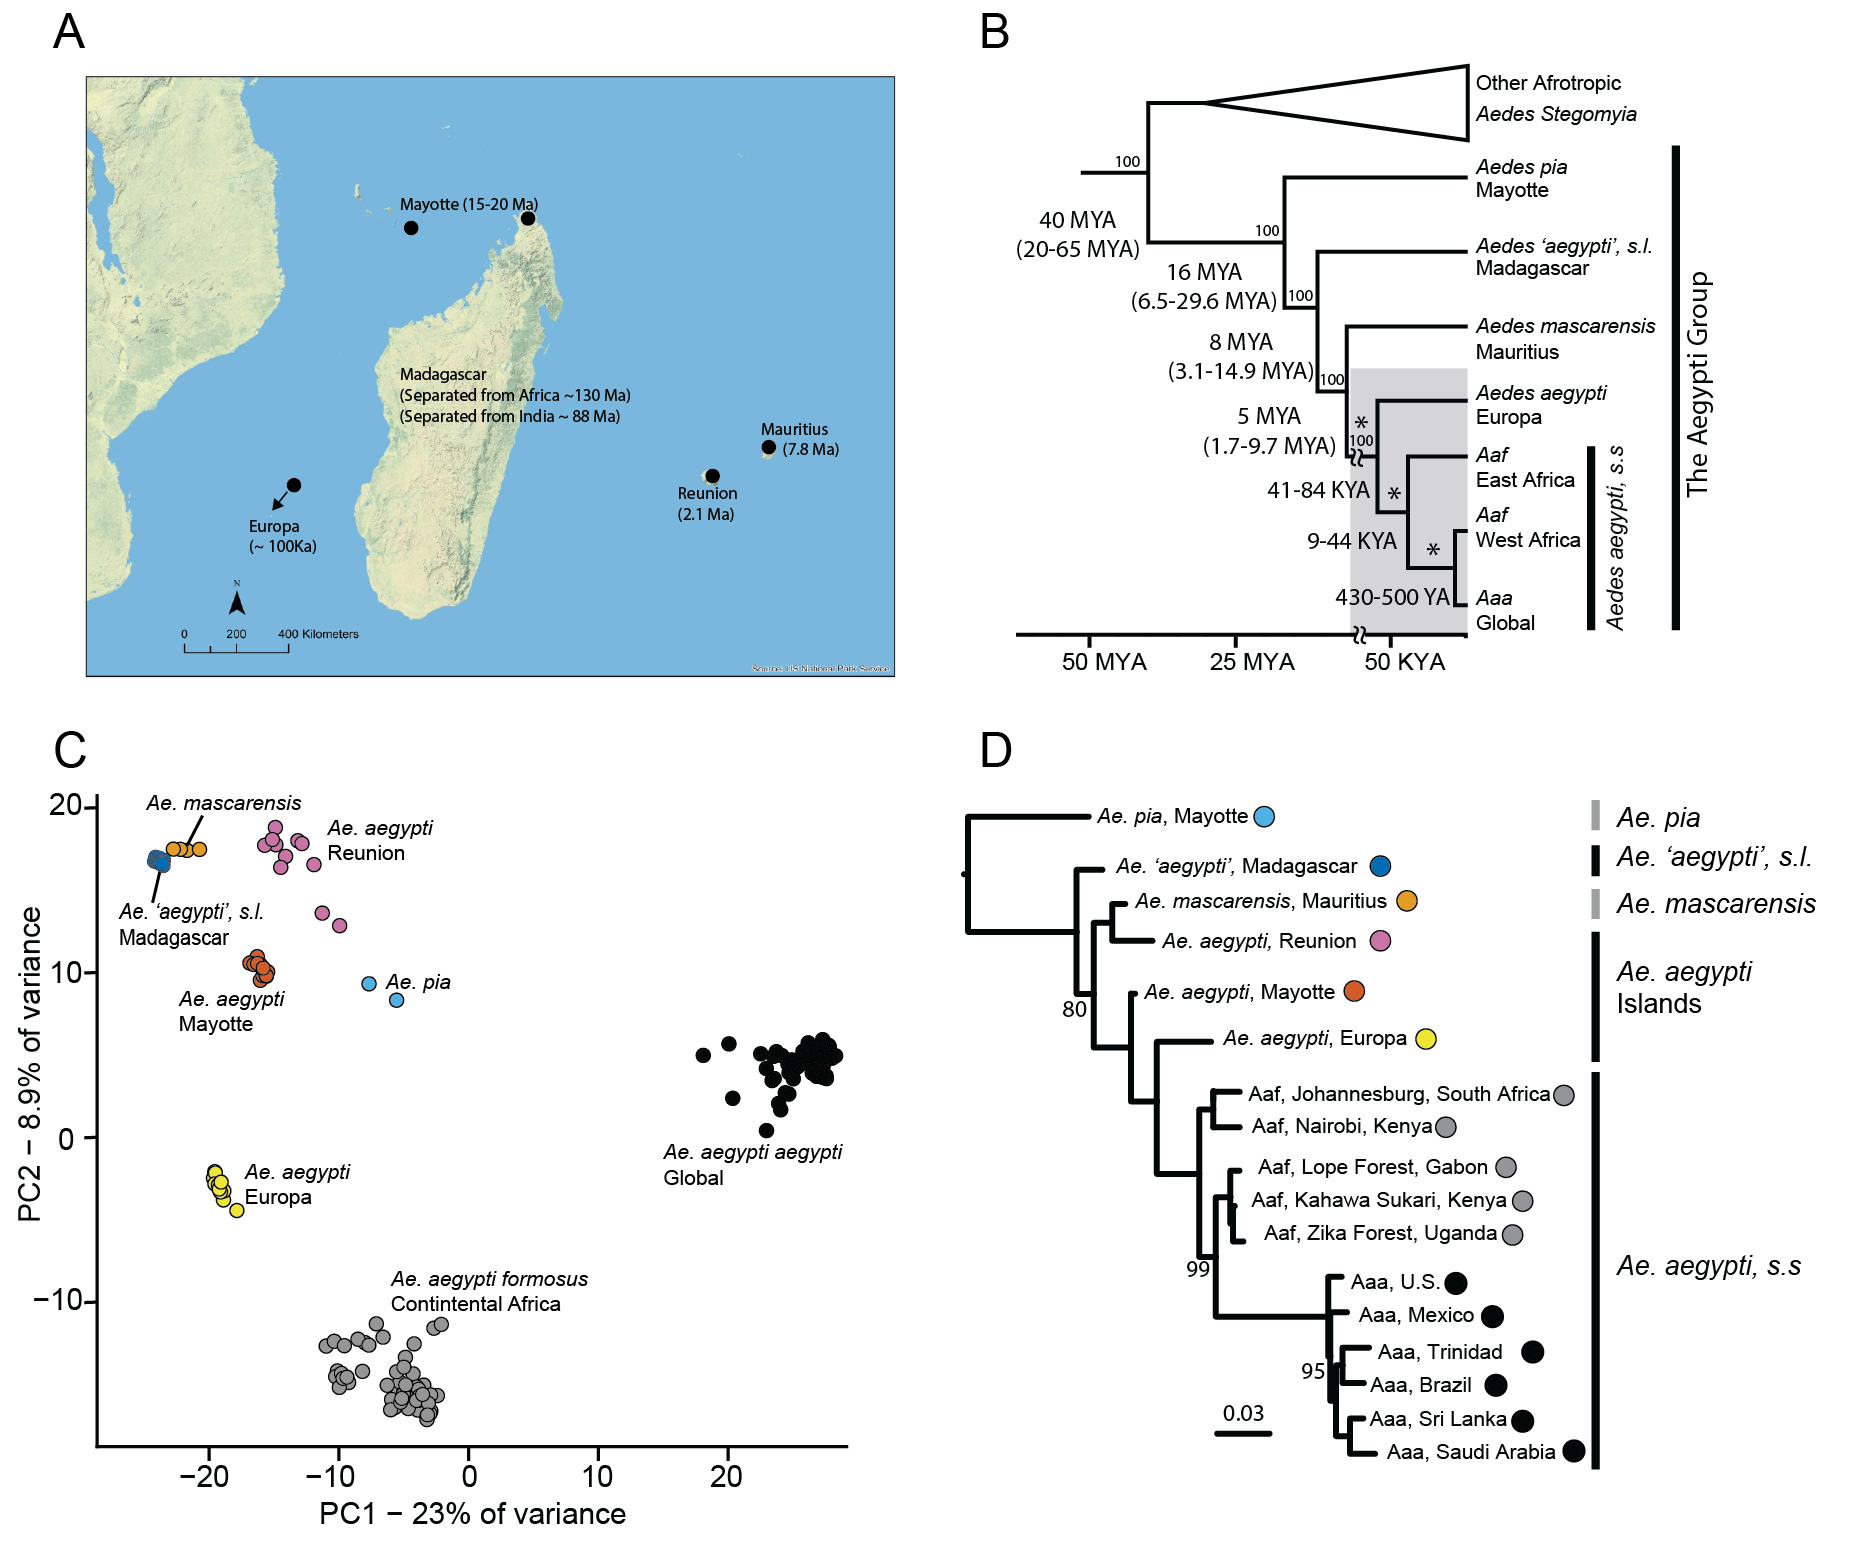 A
Mayotte (15-20 Ma)
Madagascar
(Separated from Africa ~130 Ma)
(Separated from India ~ 88 Ma)
Mauritius
(7.8 Ma)
Reunion
(2.1 Ma)
Europa
(~ 100Ka)
N
0 200 400 Kilometers
Source: US National Park Service
B
Other Afrotropic
Aedes Stegomyia
100
Aedes pia
Mayotte
40 MYA
(20-65 MYA)
100
Aedes ‘aegypti’, s.l.
Madagascar
16 MYA
(6.5-29.6 MYA)
100
Aedes mascarensis
Mauritius
8 MYA
(3.1-14.9 MYA)
100
Aedes aegypti
Europa
5 MYA
(1.7-9.7 MYA)
*
100
Aaf
East Africa
41-84 KYA
*
Aaf
West Africa
9-44 KYA
*
430-500 YA
Aaa
Global
Aedes aegypti, s.s
The Aegypti Group
50 MYA 25 MYA 50 KYA
C
20
10
0
−10
PC2 − 8.9% of variance
Ae. mascarensis
Ae. aegypti
Reunion
Ae. ‘aegypti’, s.l.
Madagascar
Ae. aegypti
Mayotte
Ae. pia
Ae. aegypti aegypti
Global
Ae. aegypti
Europa
Ae. aegypti formosus
Contintental Africa
−20 −10 0 10 20
PC1 − 23% of variance
D
Ae. pia, Mayotte
Ae. ‘aegypti’, Madagascar
Ae. mascarensis, Mauritius
Ae. aegypti, Reunion
Ae. aegypti, Mayotte
80
Ae. aegypti, Europa
Aaf, Johannesburg, South Africa
Aaf, Nairobi, Kenya
Aaf, Lope Forest, Gabon
Aaf, Kahawa Sukari, Kenya
Aaf, Zika Forest, Uganda
99
Aaa, U.S.
Aaa, Mexico
Aaa, Trinidad
95
Aaa, Brazil
Aaa, Sri Lanka
Aaa, Saudi Arabia
0.03
Ae. pia
Ae. ‘aegypti’, s.l.
Ae. mascarensis
Ae. aegypti
Islands
Ae. aegypti, s.s